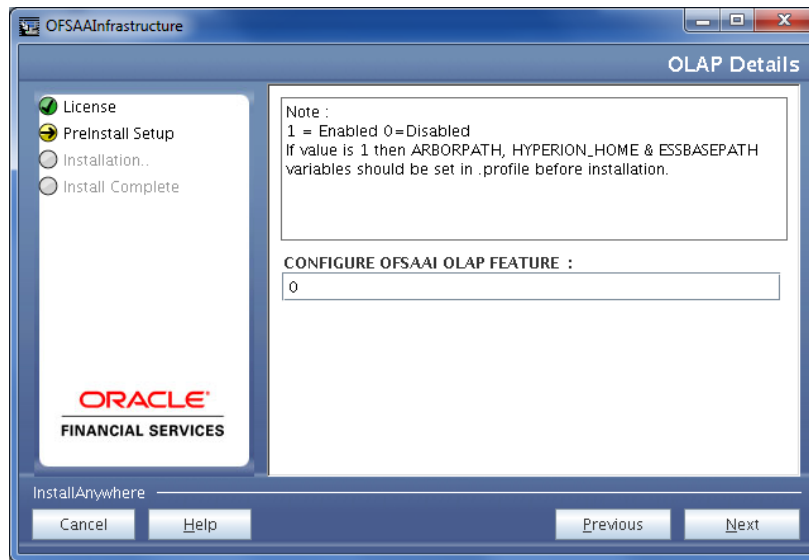 OFSAAInfrastructure
OLAP Details
License
PreInstall Setup
Installation..
Install Complete
Note :
1 = Enabled 0=Disabled
If value is 1 then ARBORPATH, HYPERION_HOME & ESSBASEPATH
variables should be set in .profile before installation.
CONFIGURE OFSAAI OLAP FEATURE :
0
ORACLE®
FINANCIAL SERVICES
InstallAnywhere
Cancel
Help
Previous
Next